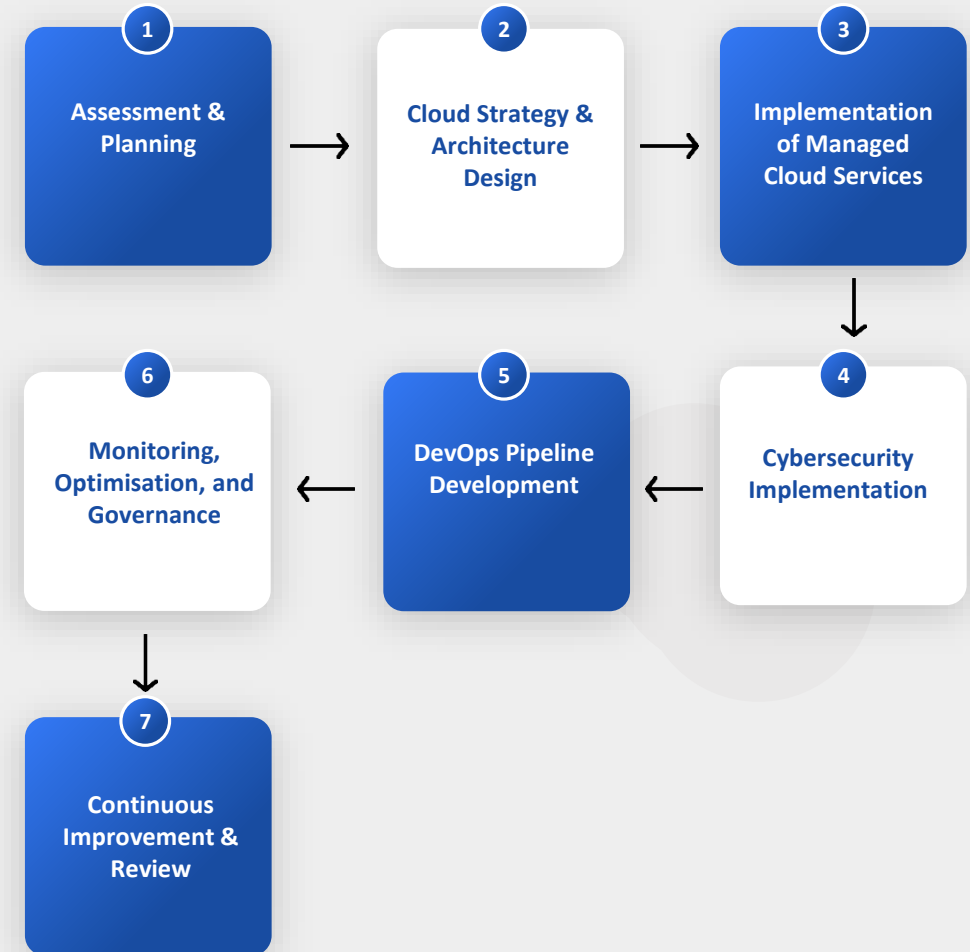 1
Assessment &
Planning
2
Cloud Strategy &
Architecture
Design
3
Implementation
of Managed
Cloud Services
4
Cybersecurity
Implementation
5
DevOps Pipeline
Development
6
Monitoring,
Optimisation, and
Governance
7
Continuous
Improvement &
Review